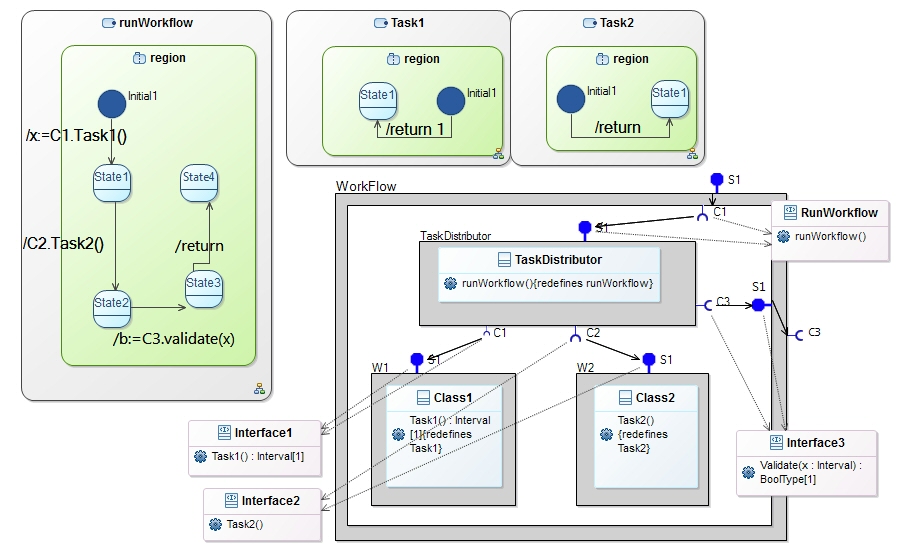 runWorkflow
region
Initial1
/x:=C1.Task1()
State1
State4
/C2.Task2()
/return
State3
State2
/b:=C3.validate(x)
Task1
region
State1
Initial1
/return 1
Task2
region
Initial1
State1
/return
S1
WorkFlow
C1
RunWorkflow
runWorkflow()
S1
TaskDistributor
TaskDistributor
runWorkflow(){redefines runWorkflow}
C3
S1
C3
C1
C2
S1
S1
W1
Class1
Task1() : Interval
[1]{redefines
Task1}
W2
Class2
Task2()
{redefines
Task2}
Interface1
Task1() : Interval[1]
Interface2
Task2()
Interface3
Validate(x : Interval) :
BoolType[1]